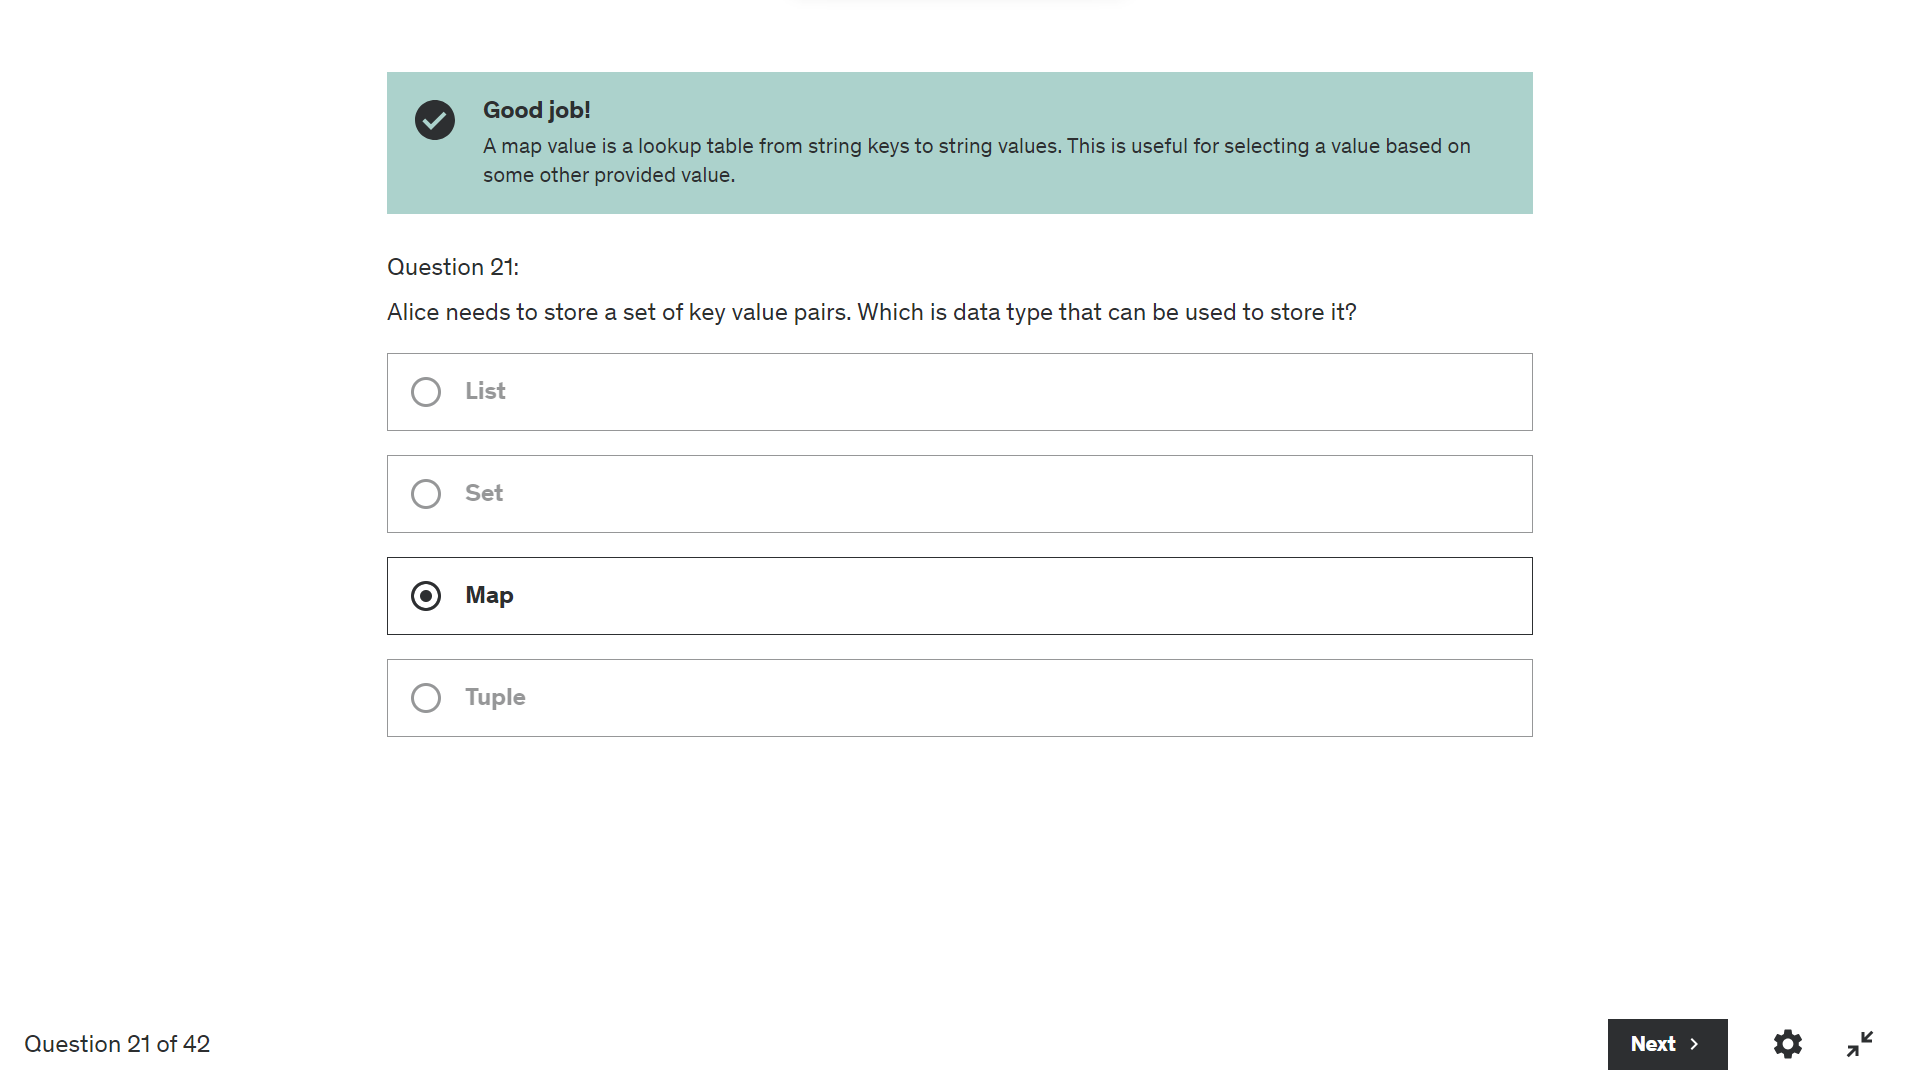 Good job!
A map value is a lookup table from string keys to string values. This is useful for selecting a value based on
some other provided value.
Question 21:
Alice needs to store a set of key value pairs. Which is data type that can be used to store it?
List
Set
Map
Tuple
Question 21 of 42
Next